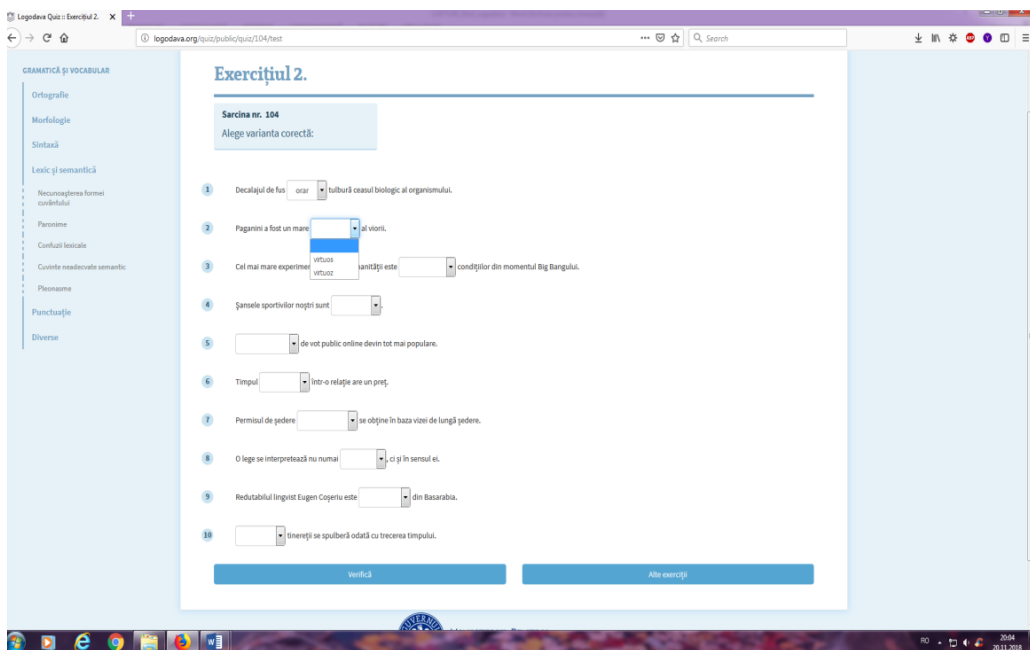 Logodava Quiz :: Exercițiul 2.
logodava.org/quiz/public/quiz/104/test
Search
GRAMATICĂ ȘI VOCABULAR
Ortografie
Morfologie
Sintaxă
Lexic și semantică
Necunoașterea formei
cuvântului
Paronime
Confuzii lexicale
Cuvinte neadecvate semantic
Pleonasme
Punctuație
Diverse
Exercițiul 2.
Sarcina nr. 104
Alege varianta corectă:
1 Decalajul de fus orar tulbură ceasul biologic al organismului.
2 Paganini a fost un mare al viorii.
virtuos
virtuoz
3 Cel mai mare experimen manității este condițiilor din momentul Big Bangului.
4 Șansele sportivilor noștri sunt .
5 de vot public online devin tot mai populare.
6 Timpul într-o relație are un preț.
7 Permisul de ședere se obține în baza vizei de lungă ședere.
8 O lege se interpretează nu numai , ci și în sensul ei.
9 Redutabilul lingvist Eugen Coșeriu este din Basarabia.
10 tinereții se spulberă odată cu trecerea timpului.
Verifică
Alte exerciții
GUVERNUL
RO
20:04
20.11.2018